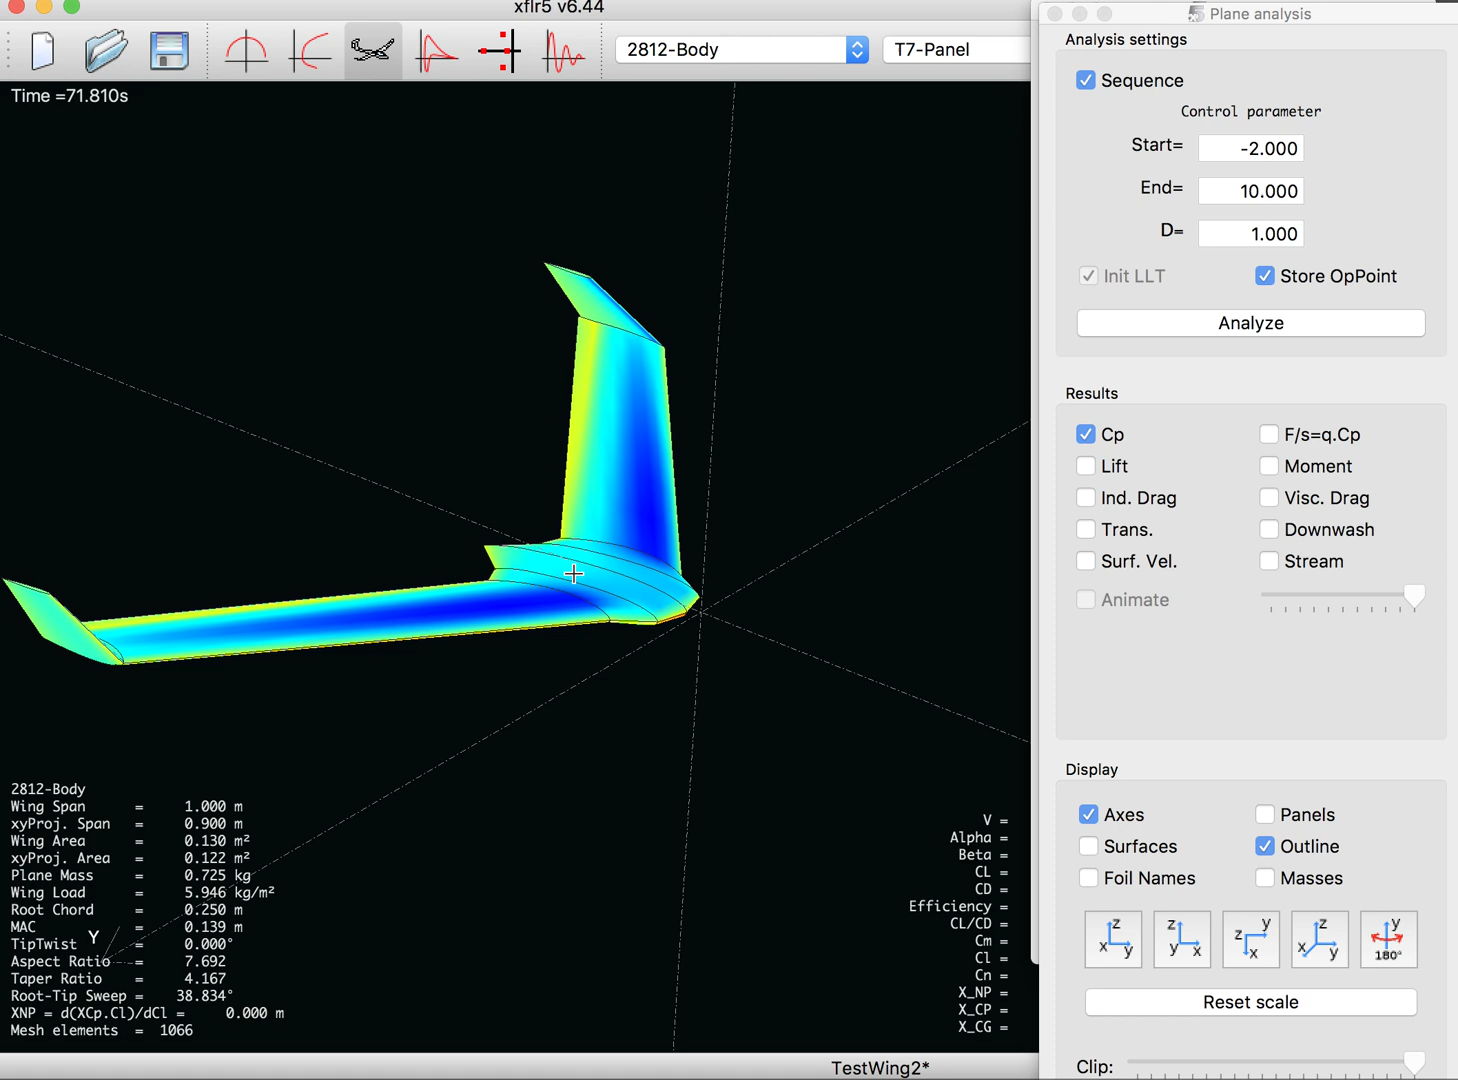 xflr5 v6.44
Plane analysis
2812-Body
T7-Panel
Time =71.810s
Analysis settings
Sequence
Control parameter
Start= -2.000
End= 10.000
D= 1.000
Init LLT Store OpPoint
Analyze
Results
Cp F/s=q.Cp
Lift Moment
Ind. Drag Visc. Drag
Trans. Downwash
Surf. Vel. Stream
Animate
Display
Axes Panels
Surfaces Outline
Foil Names Masses
z x y
z y x
y z x
z x y
y 180°
Reset scale
Clip:
2812-Body
Wing Span = 1.000 m
xyProj. Span = 0.900 m
Wing Area = 0.130 m²
xyProj. Area = 0.122 m²
Plane Mass = 0.725 kg
Wing Load = 5.946 kg/m²
Root Chord = 0.250 m
MAC = 0.139 m
TipTwist = 0.000°
Aspect Ratio = 7.692
Taper Ratio = 4.167
Root-Tip Sweep = 38.834°
XNP = d(XCp.Cl)/dCl = 0.000 m
Mesh elements = 1066
Y
V =
Alpha =
Beta =
CL =
CD =
Efficiency =
CL/CD =
Cm =
Cl =
Cn =
X_NP =
X_CP =
X_CG =
TestWing2*